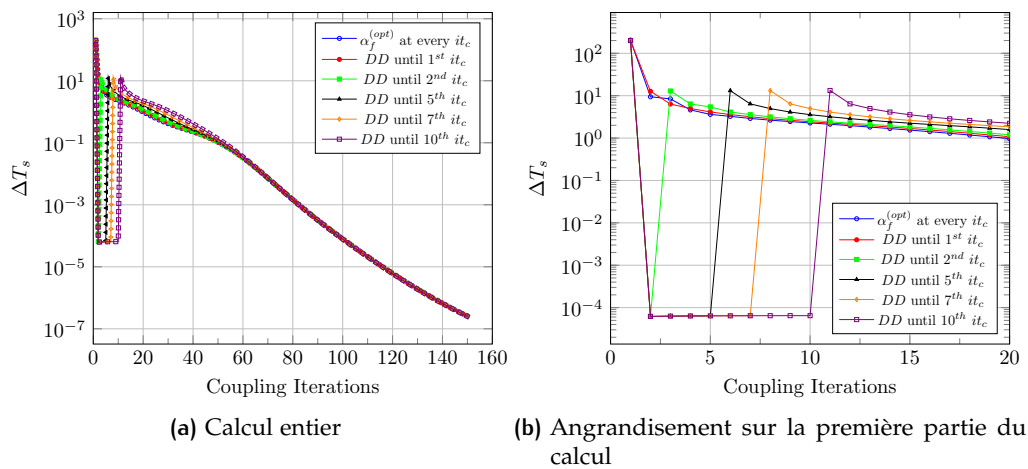 10^3
10^1
10^-1
10^-3
10^-5
10^-7
ΔT_s
0 20 40 60 80 100 120 140 160
Coupling Iterations
α_f^(opt) at every it_c
DD until 1^st it_c
DD until 2^nd it_c
DD until 5^th it_c
DD until 7^th it_c
DD until 10^th it_c
(a) Calcul entier
10^2
10^1
10^0
10^-1
10^-2
10^-3
10^-4
ΔT_s
0 5 10 15 20
Coupling Iterations
α_f^(opt) at every it_c
DD until 1^st it_c
DD until 2^nd it_c
DD until 5^th it_c
DD until 7^th it_c
DD until 10^th it_c
(b) Angrandisement sur la première partie du
calcul